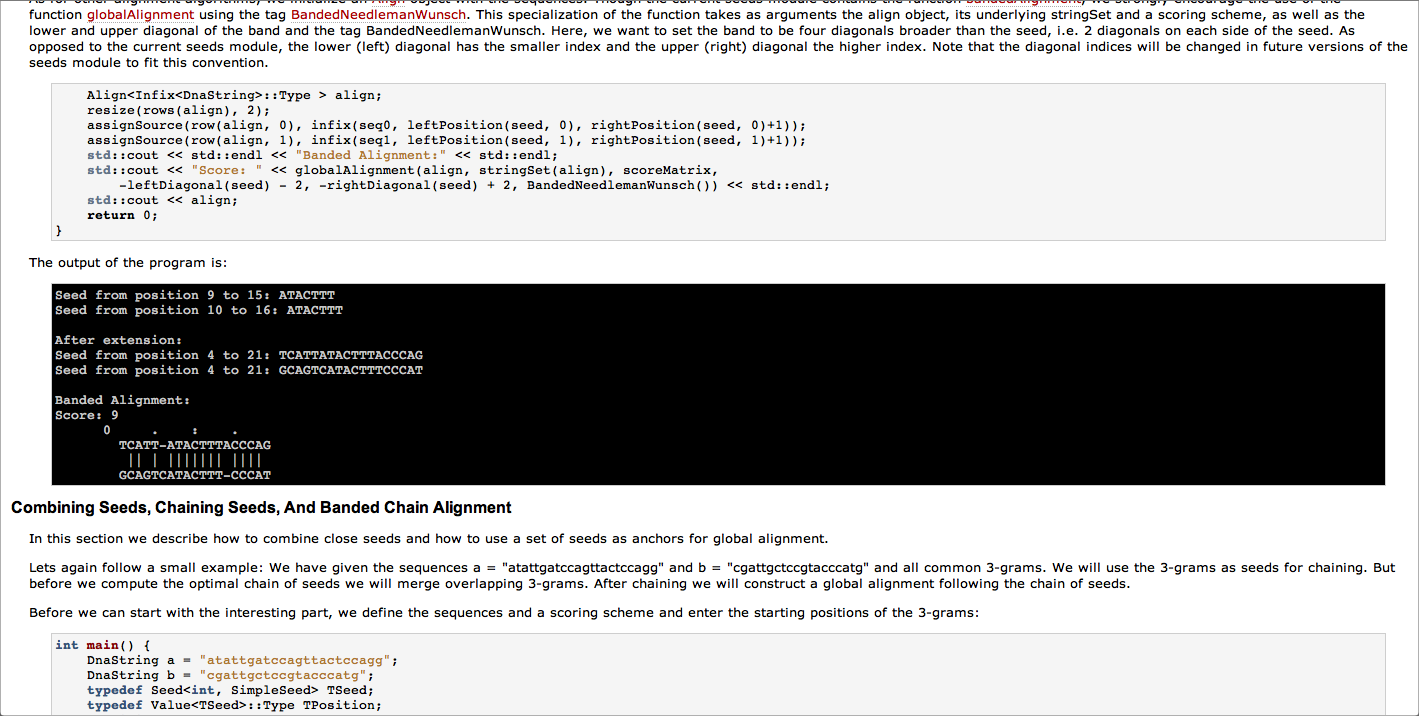 function globalAlignment using the tag BandedNeedlemanWunsch. This specialization of the function takes as arguments the align object, its underlying stringSet and a scoring scheme, as well as the
lower and upper diagonal of the band and the tag BandedNeedlemanWunsch. Here, we want to set the band to be four diagonals broader than the seed, i.e. 2 diagonals on each side of the seed. As
opposed to the current seeds module, the lower (left) diagonal has the smaller index and the upper (right) diagonal the higher index. Note that the diagonal indices will be changed in future versions of the
seeds module to fit this convention.
Align<Infix<DnaString>::Type > align;
resize(rows(align), 2);
assignSource(row(align, 0), infix(seq0, leftPosition(seed, 0), rightPosition(seed, 0)+1));
assignSource(row(align, 1), infix(seq1, leftPosition(seed, 1), rightPosition(seed, 1)+1));
std::cout << std::endl << "Banded Alignment:" << std::endl;
std::cout << "Score: " << globalAlignment(align, stringSet(align), scoreMatrix,
-leftDiagonal(seed) - 2, -rightDiagonal(seed) + 2, BandedNeedlemanWunsch()) << std::endl;
std::cout << align;
return 0;
}
The output of the program is:
Seed from position 9 to 15: ATACTTT
Seed from position 10 to 16: ATACTTT
After extension:
Seed from position 4 to 21: TCATTATACTTTACCCAG
Seed from position 4 to 21: GCAGTCATACTTTCCCAT
Banded Alignment:
Score: 9
0     .    :    .
TCATT-ATACTTTACCCAG
|| | ||||||| ||||
GCAGTCATACTTT-CCCAT
Combining Seeds, Chaining Seeds, And Banded Chain Alignment
In this section we describe how to combine close seeds and how to use a set of seeds as anchors for global alignment.
Lets again follow a small example: We have given the sequences a = "atattgatccagttactccagg" and b = "cgattgctccgtacccatg" and all common 3-grams. We will use the 3-grams as seeds for chaining. But
before we compute the optimal chain of seeds we will merge overlapping 3-grams. After chaining we will construct a global alignment following the chain of seeds.
Before we can start with the interesting part, we define the sequences and a scoring scheme and enter the starting positions of the 3-grams:
int main() {
DnaString a = "atattgatccagttactccagg";
DnaString b = "cgattgctccgtacccatg";
typedef Seed<int, SimpleSeed> TSeed;
typedef Value<TSeed>::Type TPosition;